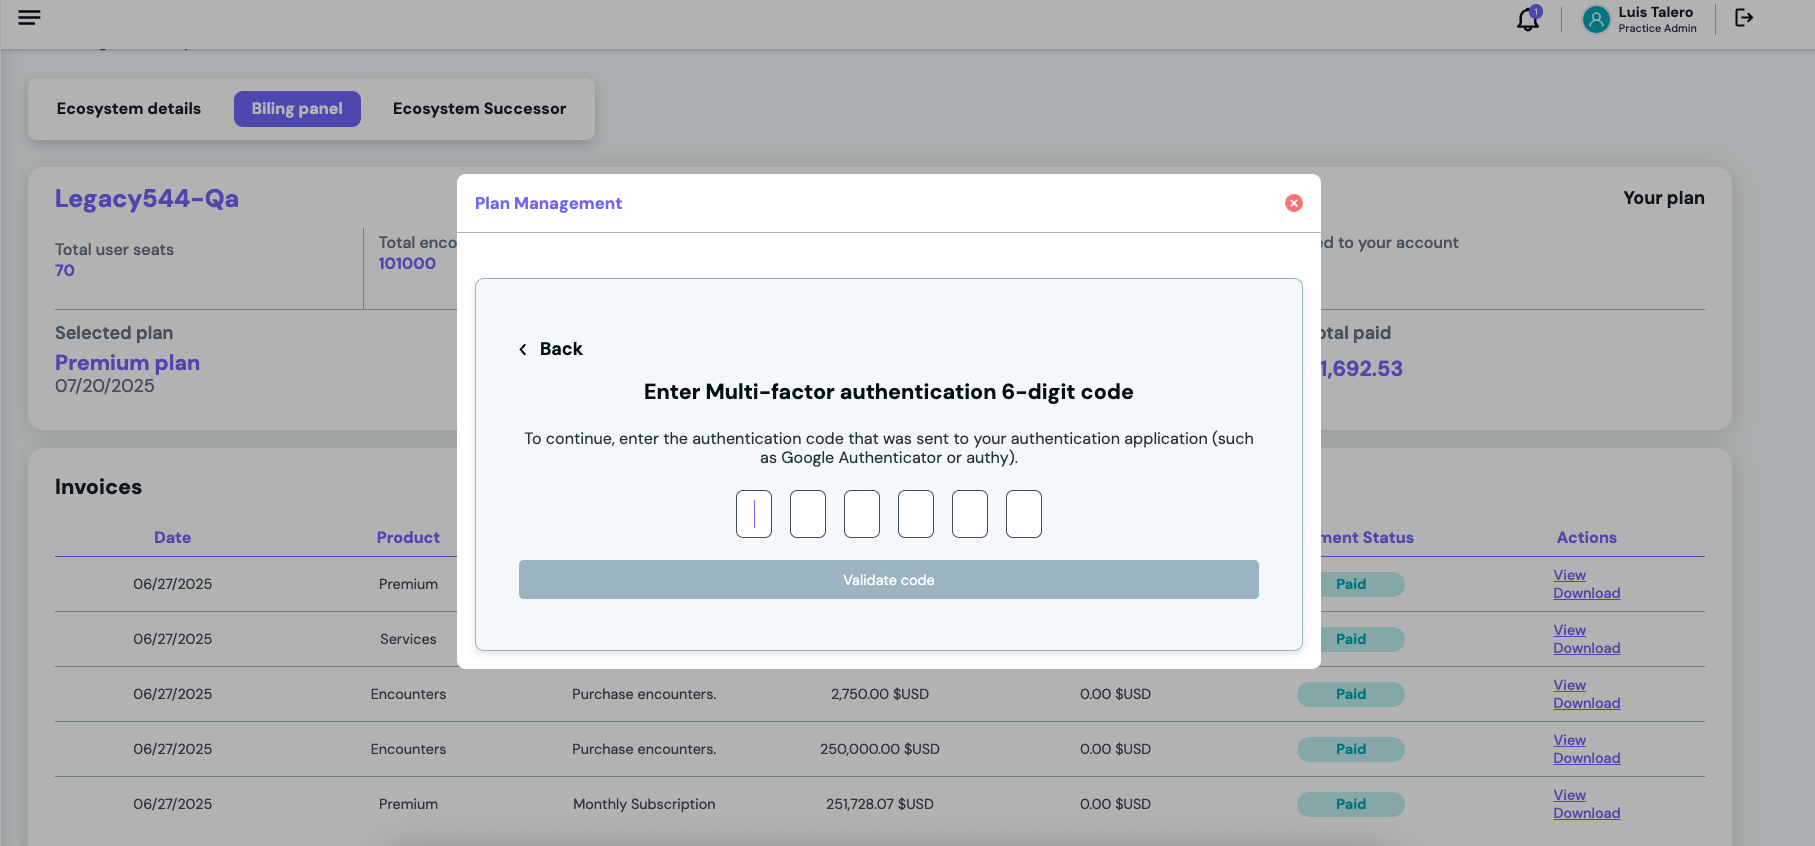 1
Luis Talero
Practice Admin
Ecosystem details
Biling panel
Ecosystem Successor
Legacy544-Qa
Your plan
Total user seats
70
Total enco
101000
ed to your account
Selected plan
Premium plan
07/20/2025
otal paid
1,692.53
Plan Management
Back
Enter Multi-factor authentication 6-digit code
To continue, enter the authentication code that was sent to your authentication application (such
as Google Authenticator or authy).
Validate code
Invoices
Date Product ment Status Actions
06/27/2025 Premium Paid View
Download
06/27/2025 Services Paid View
Download
06/27/2025 Encounters Purchase encounters. 2,750.00 $USD 0.00 $USD Paid View
Download
06/27/2025 Encounters Purchase encounters. 250,000.00 $USD 0.00 $USD Paid View
Download
06/27/2025 Premium Monthly Subscription 251,728.07 $USD 0.00 $USD Paid View
Download